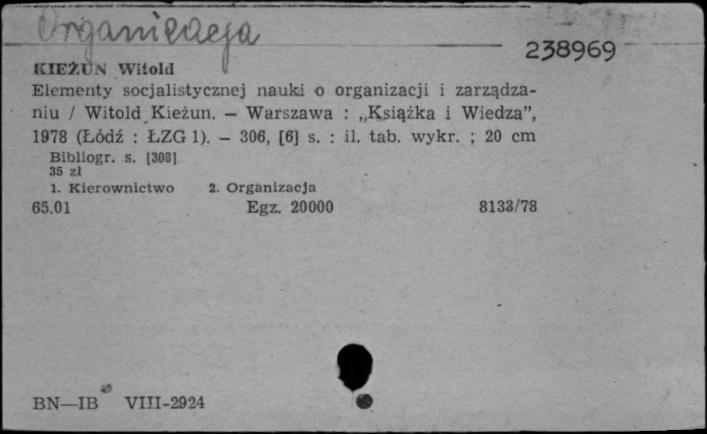 Organizacja
238969
KIEŻUN Witold
Elementy socjalistycznej nauki o organizacji i zarządza-
niu / Witold Kieżun. — Warszawa : „Książka i Wiedza”,
1978 (Łódź : ŁZG 1). — 306, [6] s. : il. tab. wykr. ; 20 cm
Bibliogr. s. [308]
35 zł
1. Kierownictwo 2. Organizacja
65.01 Egz. 20000 8133/78
BN—IB VIII-2924